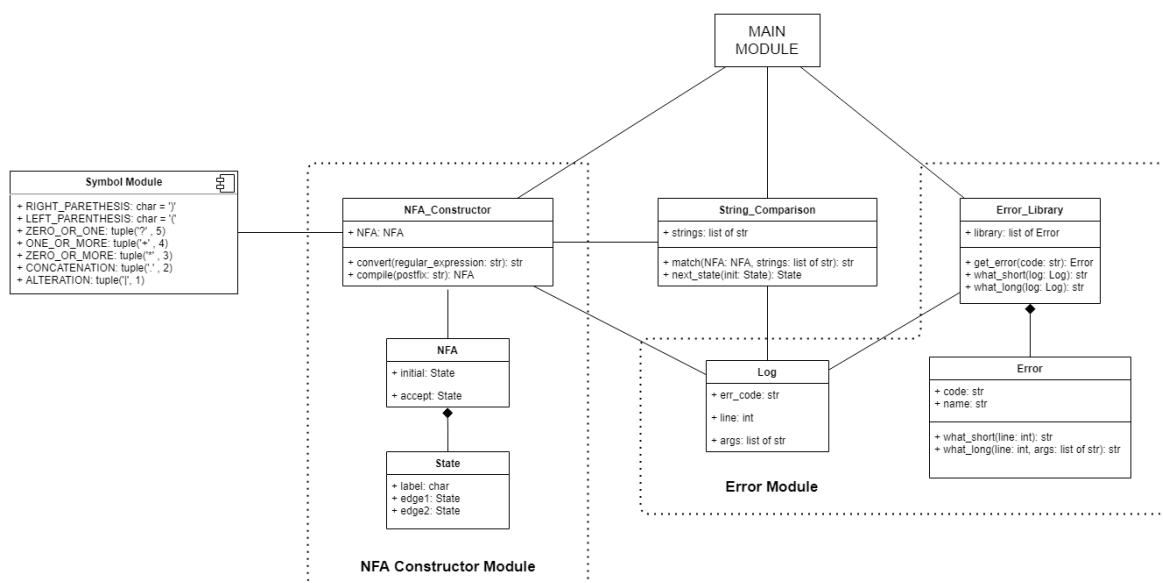 MAIN
MODULE
Symbol Module
+ RIGHT_PARETHESIS: char = ')'
+ LEFT_PARENTHESIS: char = '('
+ ZERO_OR_ONE: tuple('?' , 5)
+ ONE_OR_MORE: tuple('+' , 4)
+ ZERO_OR_MORE: tuple('*' , 3)
+ CONCATENATION: tuple('.' , 2)
+ ALTERATION: tuple('|', 1)
NFA_Constructor
+ NFA: NFA
+ convert(regular_expression: str): str
+ compile(postfix: str): NFA
String_Comparison
+ strings: list of str
+ match(NFA: NFA, strings: list of str): str
+ next_state(init: State): State
Error_Library
+ library: list of Error
+ get_error(code: str): Error
+ what_short(log: Log): str
+ what_long(log: Log): str
NFA
+ initial: State
+ accept: State
Log
+ err_code: str
+ line: int
+ args: list of str
Error
+ code: str
+ name: str
+ what_short(line: int): str
+ what_long(line: int, args: list of str): str
State
+ label: char
+ edge1: State
+ edge2: State
Error Module
NFA Constructor Module